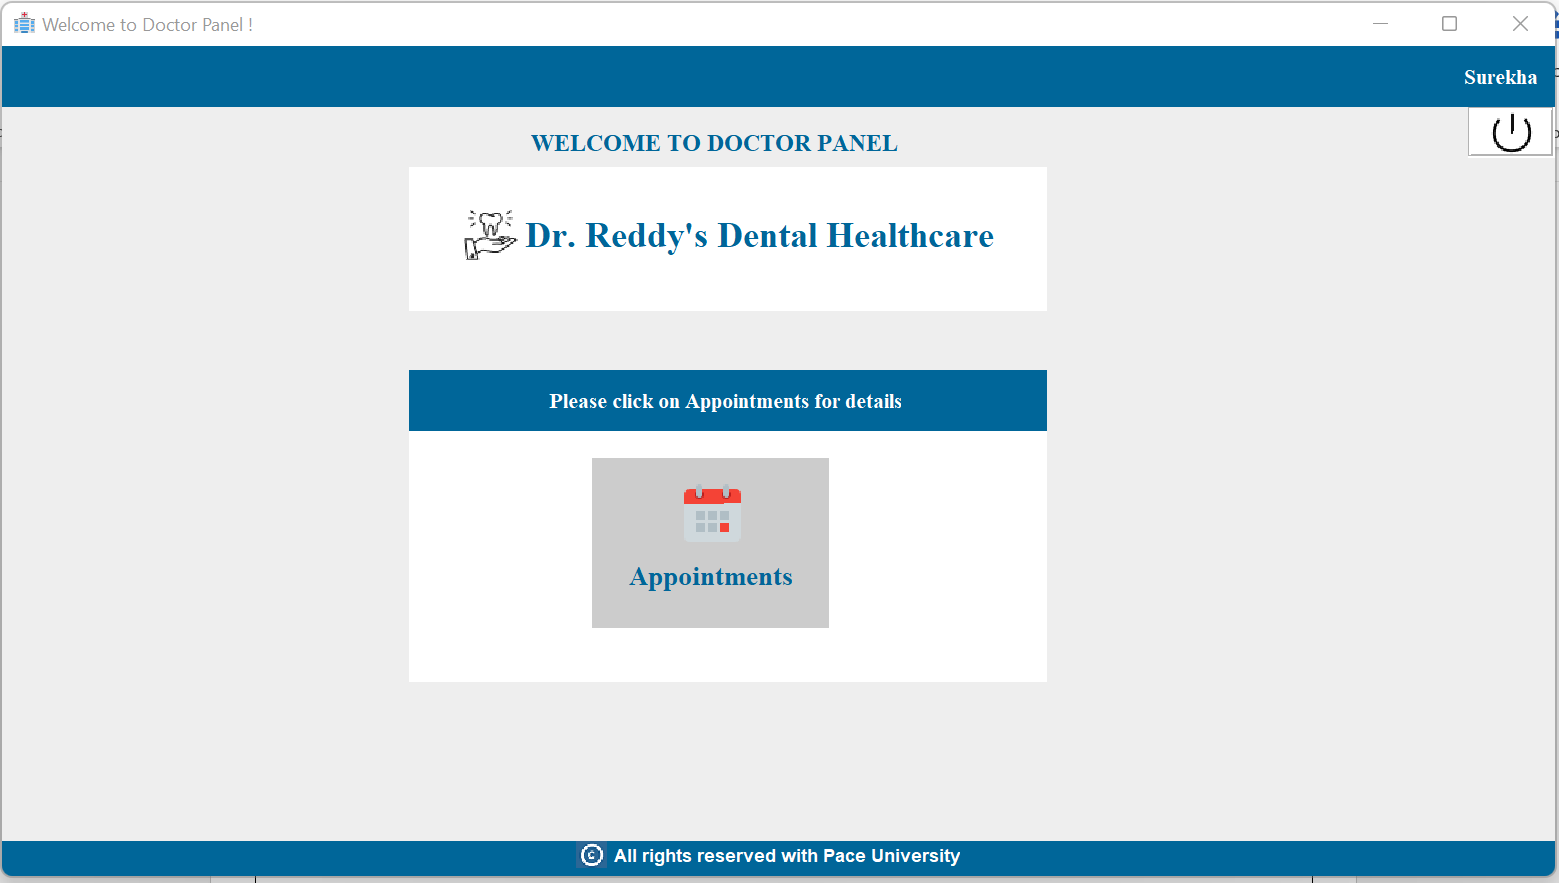 Welcome to Doctor Panel !
Surekha
WELCOME TO DOCTOR PANEL
Dr. Reddy's Dental Healthcare
Please click on Appointments for details
Appointments
© All rights reserved with Pace University